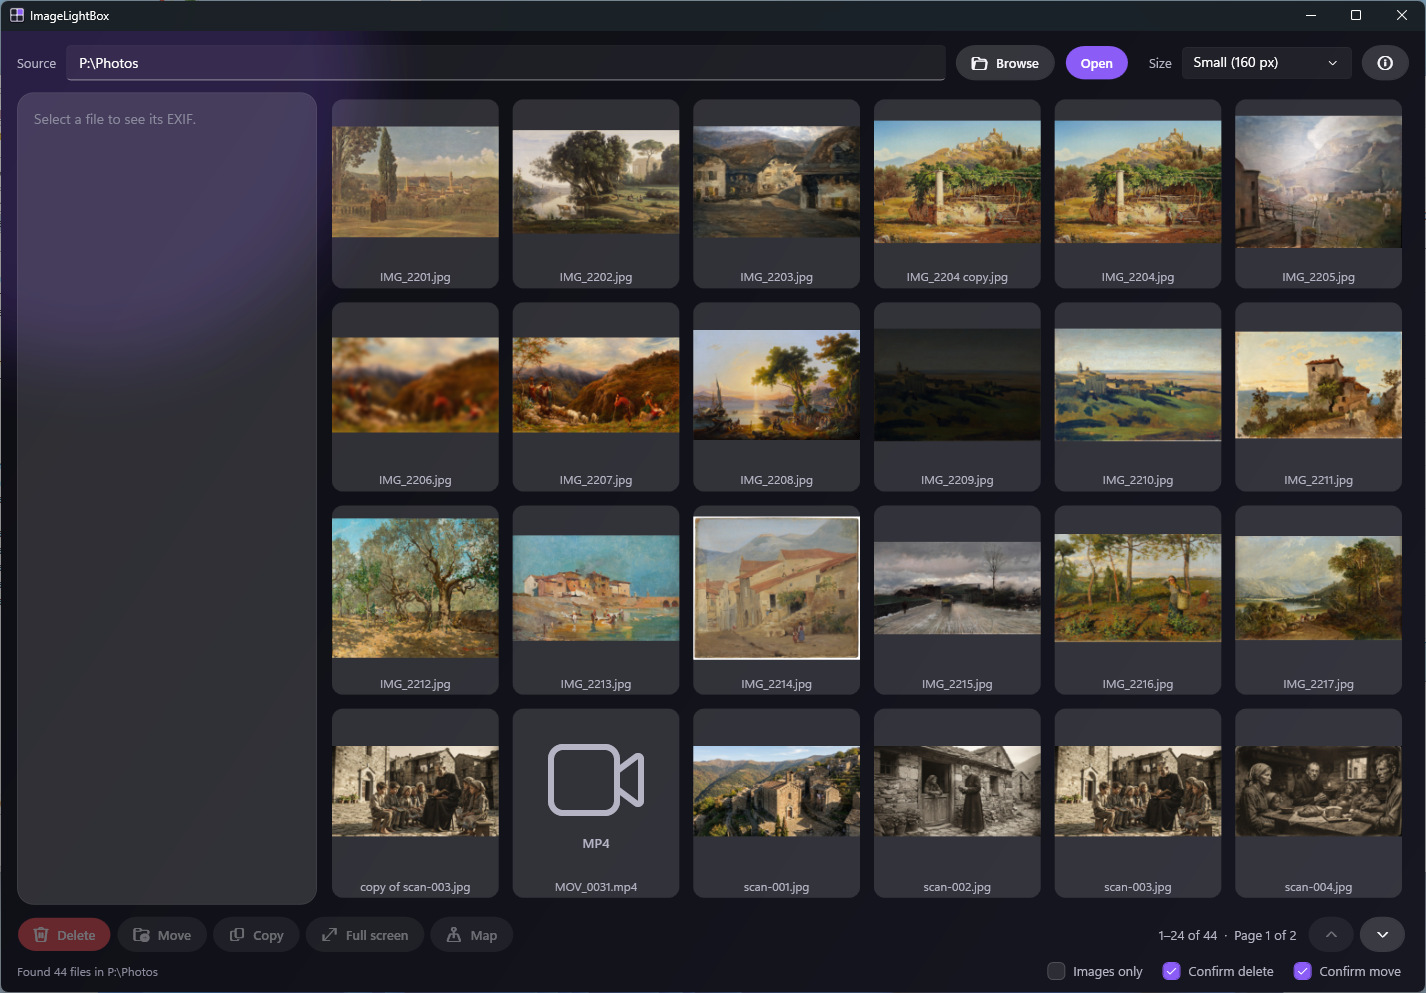 ImageLightBox
Source P:\Photos Browse Open Size Small (160 px)
Select a file to see its EXIF.
IMG_2201.jpg IMG_2202.jpg IMG_2203.jpg IMG_2204 copy.jpg IMG_2204.jpg IMG_2205.jpg
IMG_2206.jpg IMG_2207.jpg IMG_2208.jpg IMG_2209.jpg IMG_2210.jpg IMG_2211.jpg
IMG_2212.jpg IMG_2213.jpg IMG_2214.jpg IMG_2215.jpg IMG_2216.jpg IMG_2217.jpg
MP4
copy of scan-003.jpg MOV_0031.mp4 scan-001.jpg scan-002.jpg scan-003.jpg scan-004.jpg
Delete Move Copy Full screen Map 1–24 of 44 · Page 1 of 2
Found 44 files in P:\Photos Images only Confirm delete Confirm move